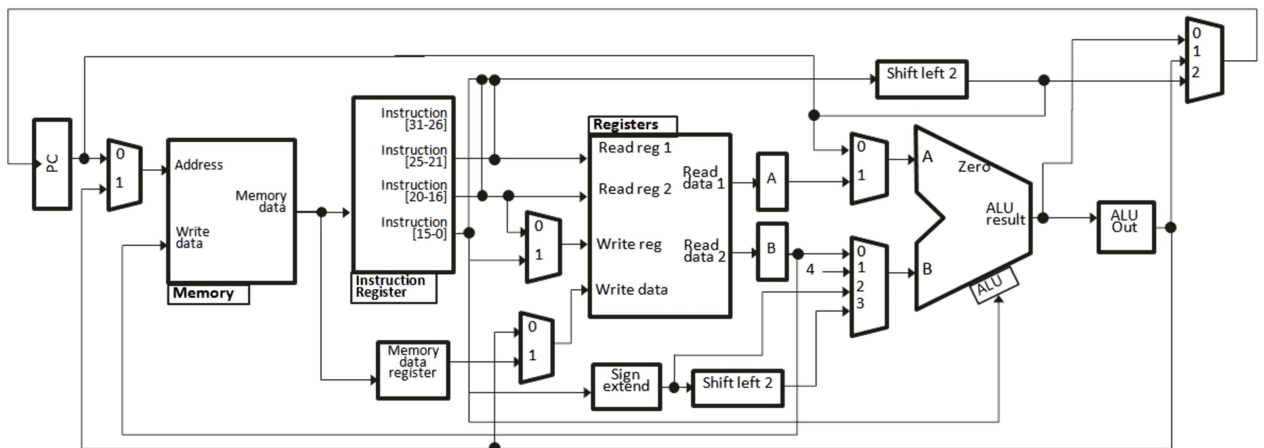 0
1
2
Shift left 2
PC
0
1
Address
Memory
data
Write
data
Memory
Instruction
[31-26]
Instruction
[25-21]
Instruction
[20-16]
Instruction
[15-0]
Instruction
Register
Registers
Read reg 1
Read
data 1
Read reg 2
Write reg
Read
data 2
Write data
0
1
0
1
Memory
data
register
A
B
4
0
1
0
1
2
3
A
Zero
ALU
result
B
ALU
ALU
Out
Sign
extend
Shift left 2